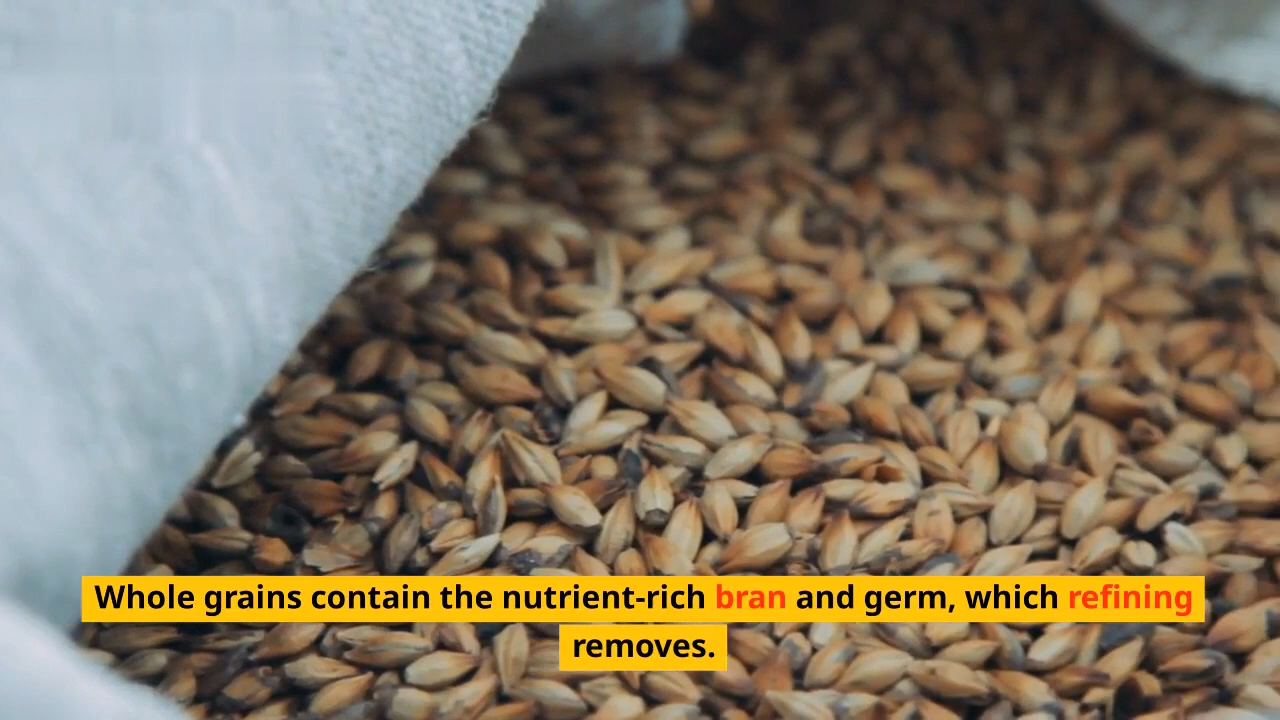 Whole grains contain the nutrient-rich bran and germ, which refining
removes.